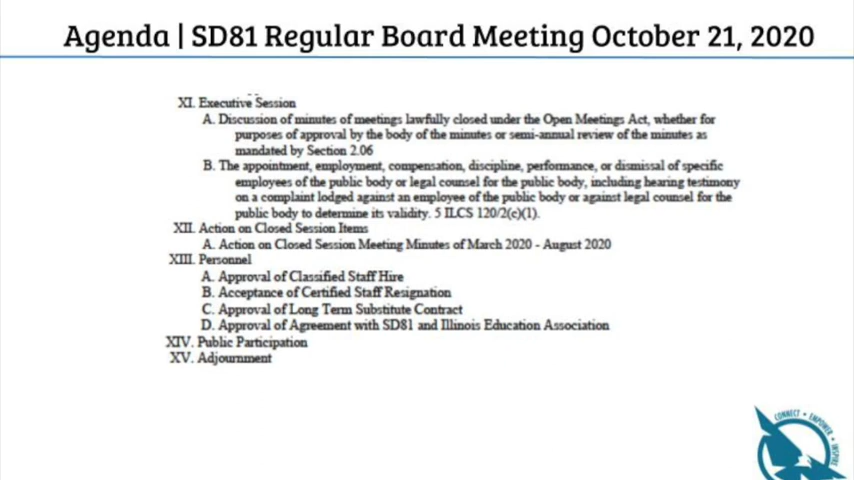 Agenda | SD81 Regular Board Meeting October 21, 2020
XI. Executive Session
A. Discussion of minutes of meetings lawfully closed under the Open Meetings Act, whether for
purposes of approval by the body of the minutes or semi-annual review of the minutes as
mandated by Section 2.06
B. The appointment, employment, compensation, discipline, performance, or dismissal of specific
employees of the public body or legal counsel for the public body, including hearing testimony
on a complaint lodged against an employee of the public body or against legal counsel for the
public body to determine its validity. 5 ILCS 120/2(c)(1).
XII. Action on Closed Session Items
A. Action on Closed Session Meeting Minutes of March 2020 - August 2020
XIII. Personnel
A. Approval of Classified Staff Hire
B. Acceptance of Certified Staff Resignation
C. Approval of Long Term Substitute Contract
D. Approval of Agreement with SD81 and Illinois Education Association
XIV. Public Participation
XV. Adjournment
CONNECT • EMPOWER • INSPIRE